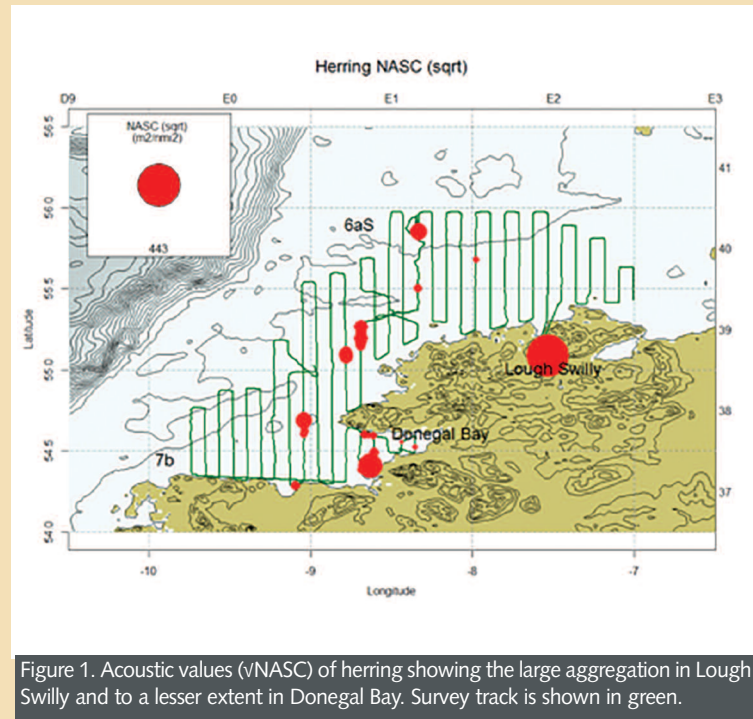 Herring NASC (sqrt)
D9 E0 E1 E2 E3
NASC (sqrt)
(m2/nmi2)
443
56.5
56.0
55.5
55.0
54.5
54.0
Latitude
41
40
39
38
37
6aS
Lough Swilly
Donegal Bay
7b
-10 -9 -8 -7
Longitude
Figure 1. Acoustic values (√NASC) of herring showing the large aggregation in Lough
Swilly and to a lesser extent in Donegal Bay. Survey track is shown in green.